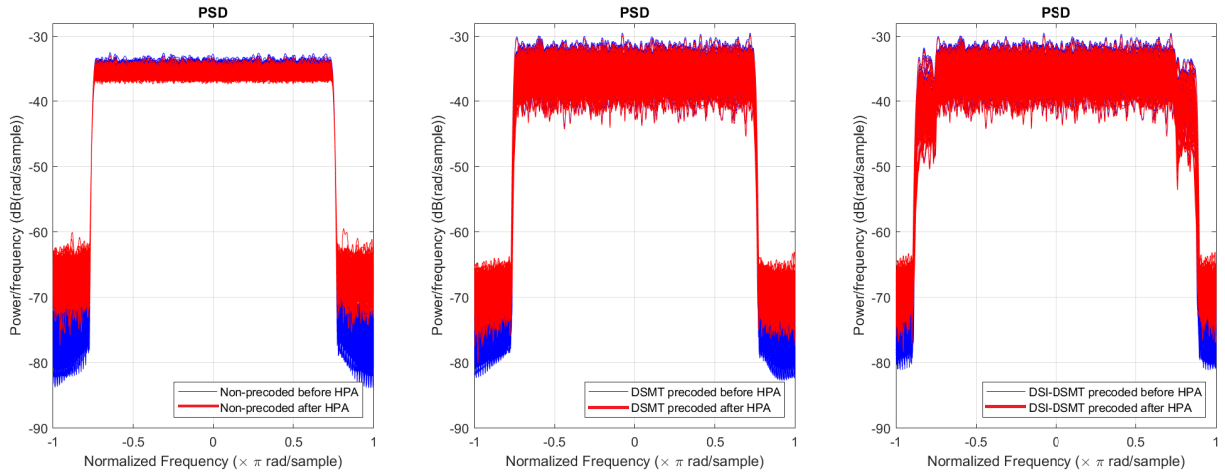 PSD
-30
-40
-50
-60
-70
-80
-90
Power/frequency (dB(rad/sample))
-1
-0.5
0
0.5
1
Normalized Frequency (× π rad/sample)
Non-precoded before HPA
Non-precoded after HPA
PSD
-30
-40
-50
-60
-70
-80
-90
Power/frequency (dB(rad/sample))
-1
-0.5
0
0.5
1
Normalized Frequency (× π rad/sample)
DSMT precoded before HPA
DSMT precoded after HPA
PSD
-30
-40
-50
-60
-70
-80
-90
Power/frequency (dB(rad/sample))
-1
-0.5
0
0.5
1
Normalized Frequency (× π rad/sample)
DSI-DSMT precoded before HPA
DSI-DSMT precoded after HPA